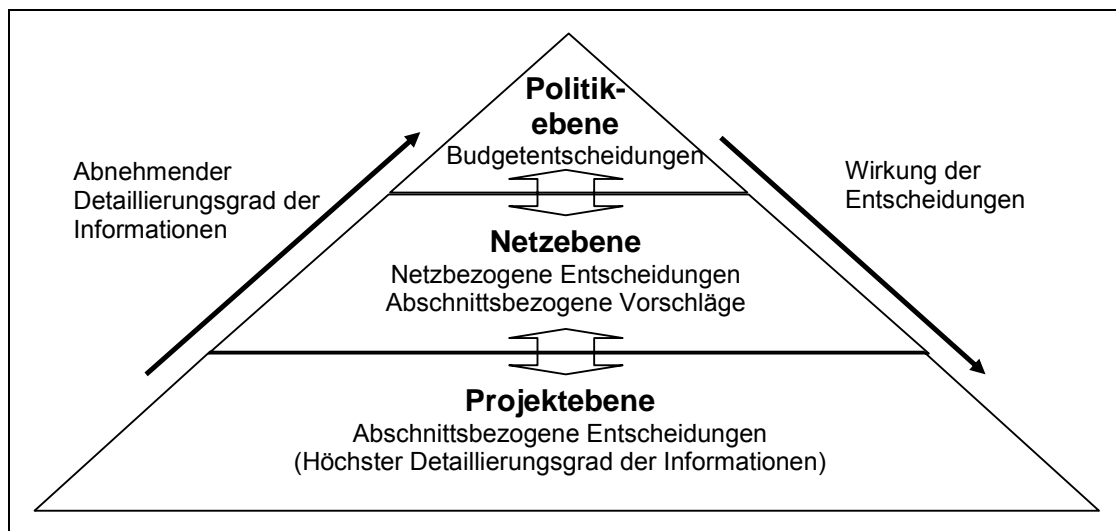 Politik-
ebene
Budgetentscheidungen
Abnehmender
Detaillierungsgrad der
Informationen
Wirkung der
Entscheidungen
Netzebene
Netzbezogene Entscheidungen
Abschnittsbezogene Vorschläge
Projektebene
Abschnittsbezogene Entscheidungen
(Höchster Detaillierungsgrad der Informationen)